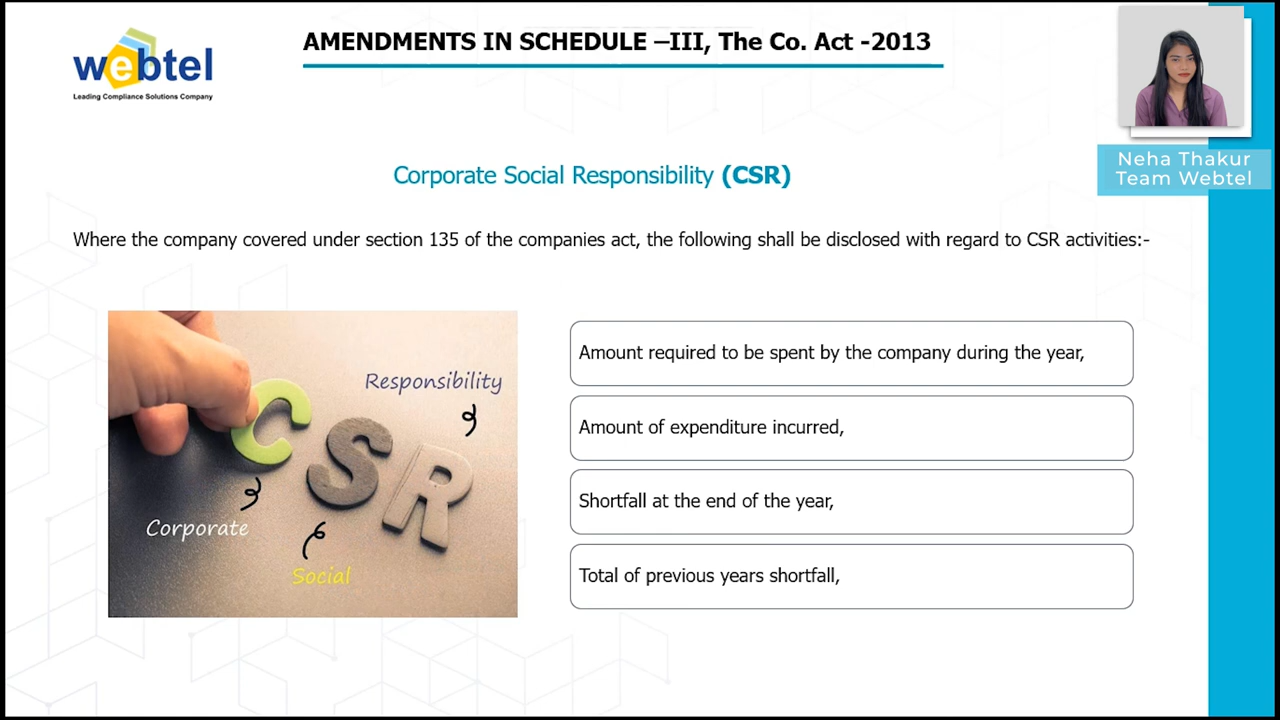 webtel
Leading Compliance Solutions Company
AMENDMENTS IN SCHEDULE –III, The Co. Act -2013
Neha Thakur
Team Webtel
Corporate Social Responsibility (CSR)
Where the company covered under section 135 of the companies act, the following shall be disclosed with regard to CSR activities:-
Responsibility
CSR
Corporate
Social
Amount required to be spent by the company during the year,
Amount of expenditure incurred,
Shortfall at the end of the year,
Total of previous years shortfall,